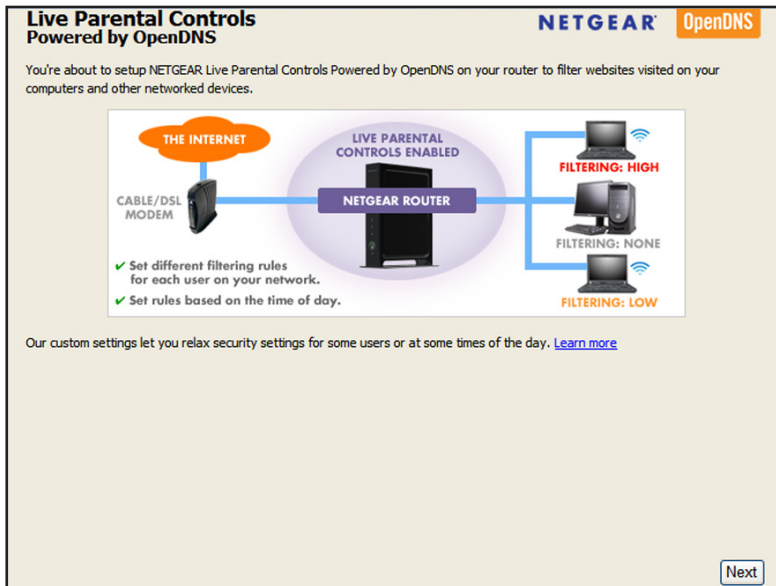 Live Parental Controls
Powered by OpenDNS
NETGEAR
OpenDNS
You're about to setup NETGEAR Live Parental Controls Powered by OpenDNS on your router to filter websites visited on your
computers and other networked devices.
THE INTERNET
CABLE/DSL
MODEM
LIVE PARENTAL
CONTROLS ENABLED
NETGEAR ROUTER
FILTERING: HIGH
FILTERING: NONE
FILTERING: LOW
✓ Set different filtering rules
for each user on your network.
✓ Set rules based on the time of day.
Our custom settings let you relax security settings for some users or at some times of the day. Learn more
Next